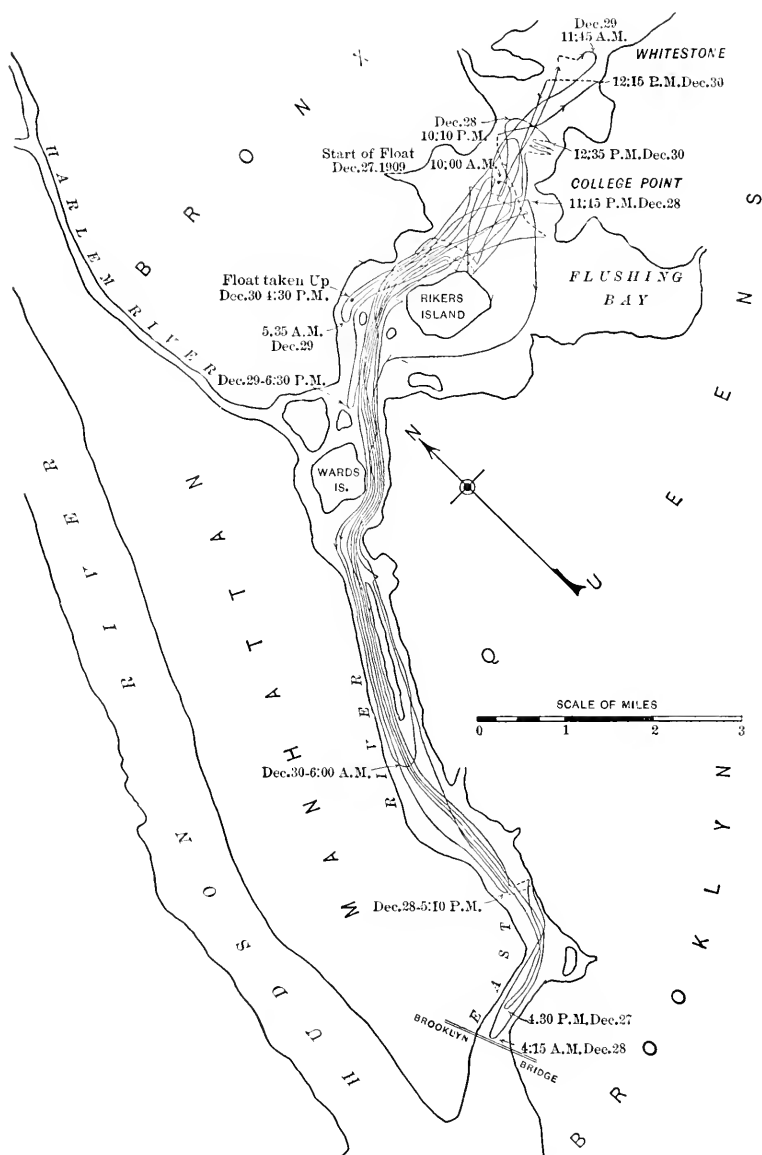 Dec.29
11:45 A.M.
WHITESTONE
12:15 P.M.Dec.30
Dec.28
10:10 P.M.
Start of Float
Dec.27.1909
10:00 A.M.
12:35 P.M.Dec.30
COLLEGE POINT
11:45 P.M.Dec.28
BRONX
HARLEM RIVER
FLUSHING
BAY
Float taken Up
Dec.30 4:30 P.M.
RIKERS
ISLAND
5.35 A.M.
Dec.29
Dec.29-6:30 P.M.
WARDS
IS.
N
QUEENS
SCALE OF MILES
0 1 2 3
MANHATTAN
HUDSON RIVER
EAST RIVER
Dec.30-6:00 A.M.
Dec.28-5:10 P.M.
4.30 P.M.Dec.27
4:15 A.M.Dec.28
BROOKLYN
BRIDGE
BROOKLYN